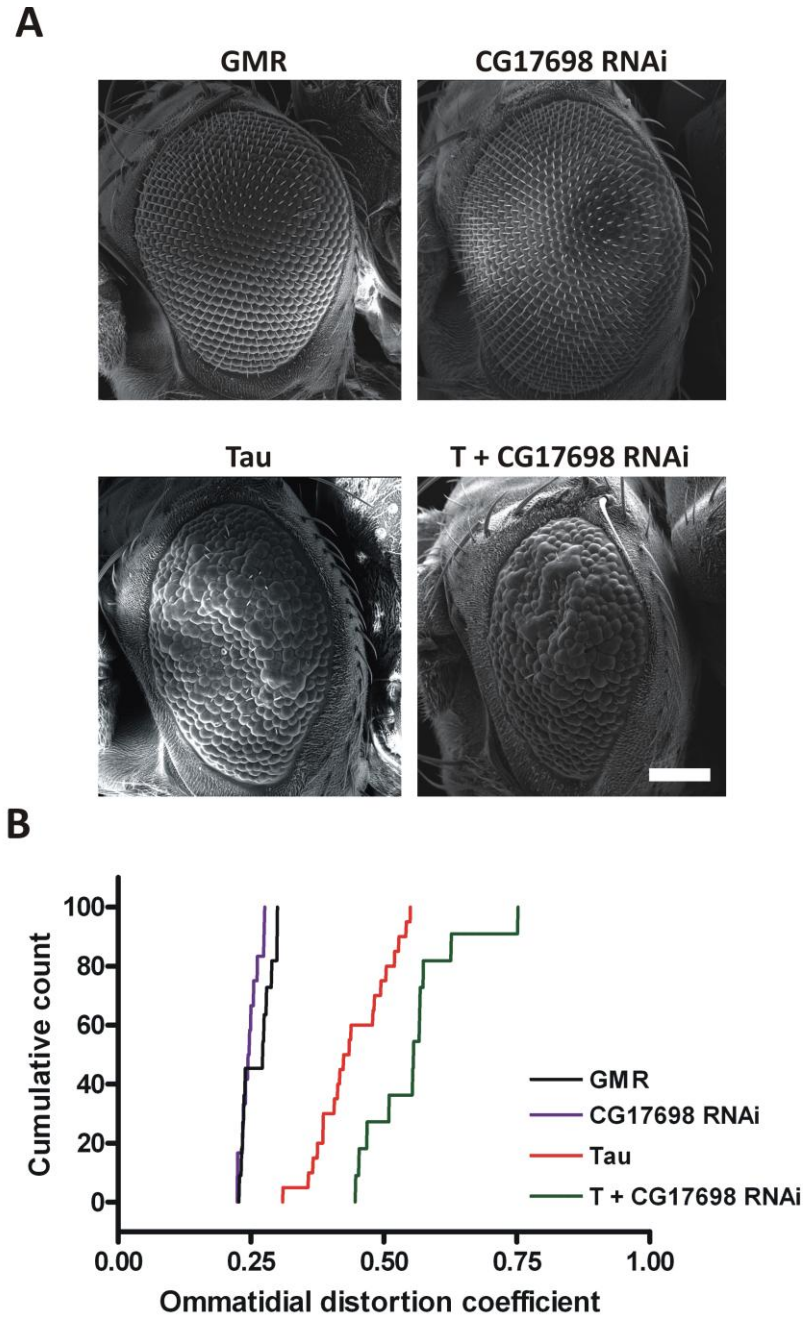 A
GMR
CG17698 RNAi
Tau
T + CG17698 RNAi
B
Cumulative count
100
80
60
40
20
0
GMR
CG17698 RNAi
Tau
T + CG17698 RNAi
0.00
0.25
0.50
0.75
1.00
Ommatidial distortion coefficient